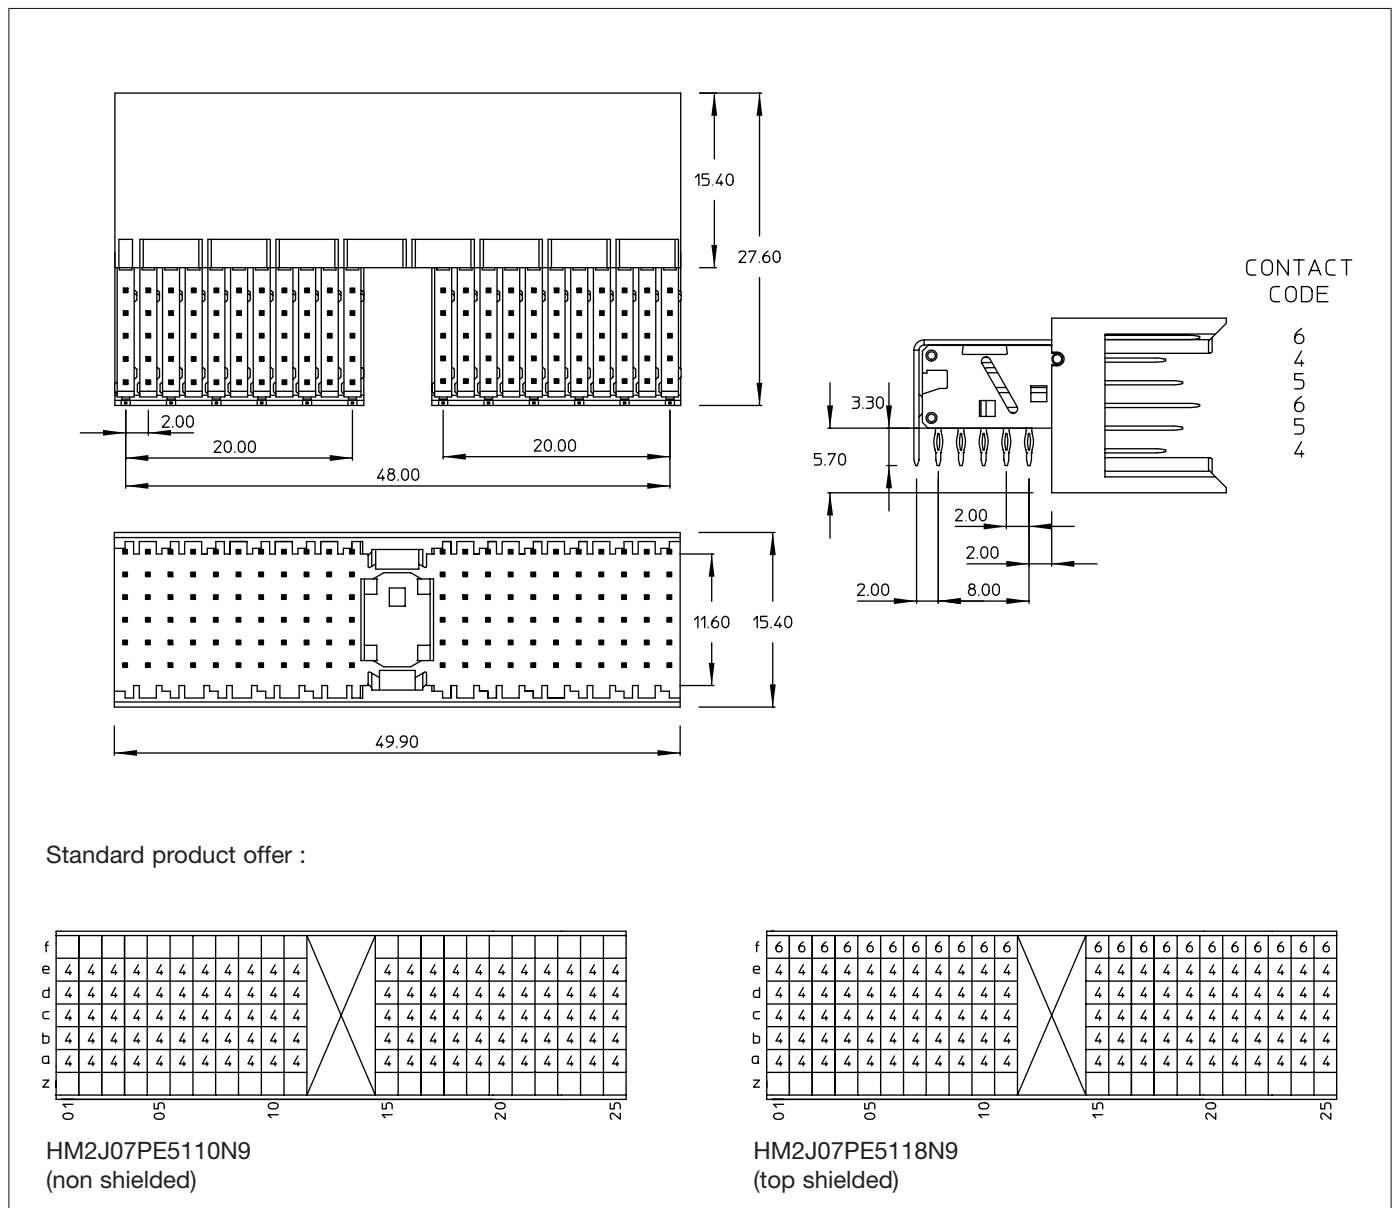 15.40
27.60
2.00
20.00
20.00
48.00
CONTACT
CODE
6
4
5
6
5
4
3.30
5.70
2.00
2.00
2.00
8.00
11.60
15.40
49.90
Standard product offer :
f
e 4 4 4 4 4 4 4 4 4 4 4 4 4 4 4 4 4 4 4 4 4 4
d 4 4 4 4 4 4 4 4 4 4 4 4 4 4 4 4 4 4 4 4 4 4
c 4 4 4 4 4 4 4 4 4 4 4 4 4 4 4 4 4 4 4 4 4 4
b 4 4 4 4 4 4 4 4 4 4 4 4 4 4 4 4 4 4 4 4 4 4
a 4 4 4 4 4 4 4 4 4 4 4 4 4 4 4 4 4 4 4 4 4 4
z
01 05 10 15 20 25
HM2J07PE5110N9
(non shielded)
f 6 6 6 6 6 6 6 6 6 6 6 6 6 6 6 6 6 6 6 6 6 6
e 4 4 4 4 4 4 4 4 4 4 4 4 4 4 4 4 4 4 4 4 4 4
d 4 4 4 4 4 4 4 4 4 4 4 4 4 4 4 4 4 4 4 4 4 4
c 4 4 4 4 4 4 4 4 4 4 4 4 4 4 4 4 4 4 4 4 4 4
b 4 4 4 4 4 4 4 4 4 4 4 4 4 4 4 4 4 4 4 4 4 4
a 4 4 4 4 4 4 4 4 4 4 4 4 4 4 4 4 4 4 4 4 4 4
z
01 05 10 15 20 25
HM2J07PE5118N9
(top shielded)